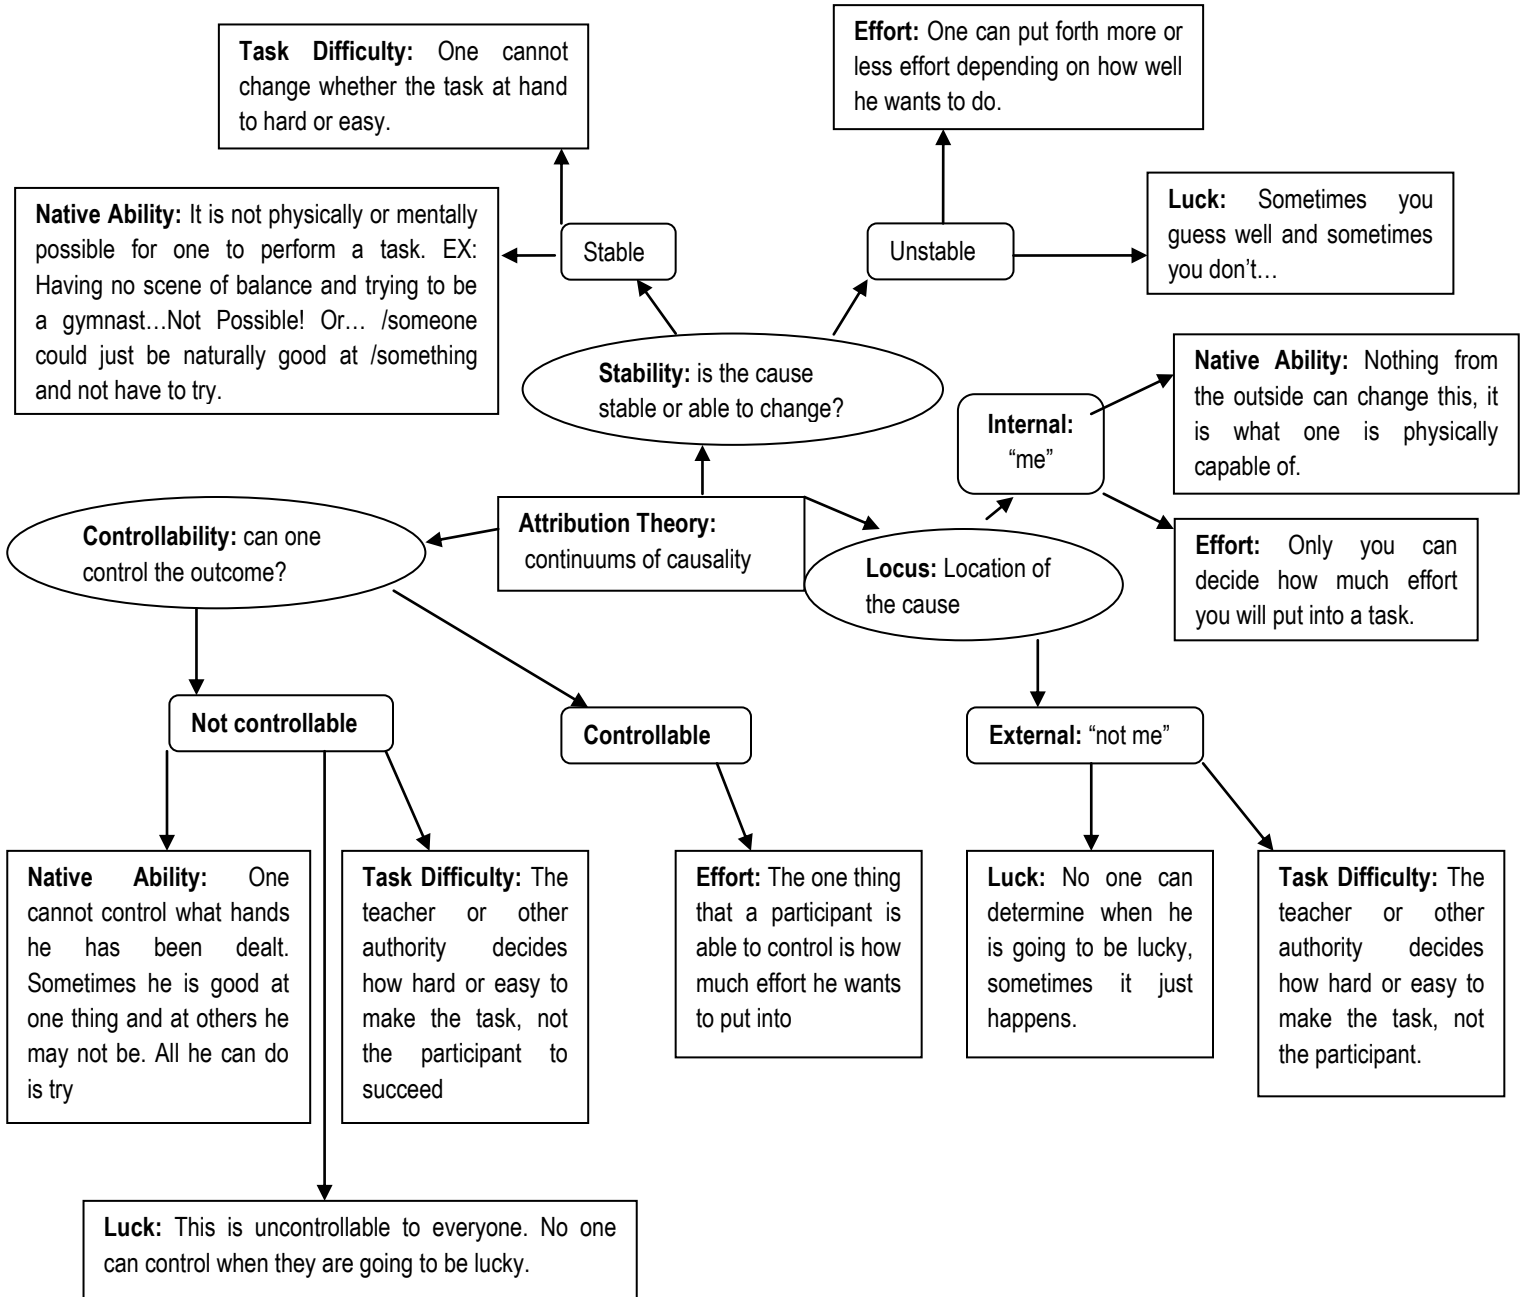 Task Difficulty: One cannot
change whether the task at hand
to hard or easy.
Effort: One can put forth more or
less effort depending on how well
he wants to do.
Native Ability: It is not physically or mentally
possible for one to perform a task. EX:
Having no scene of balance and trying to be
a gymnast…Not Possible! Or… /someone
could just be naturally good at /something
and not have to try.
Stable
Unstable
Luck: Sometimes you
guess well and sometimes
you don’t…
Stability: is the cause
stable or able to change?
Internal:
“me”
Native Ability: Nothing from
the outside can change this, it
is what one is physically
capable of.
Controllability: can one
control the outcome?
Attribution Theory:
continuums of causality
Locus: Location of
the cause
Effort: Only you can
decide how much effort
you will put into a task.
Not controllable
Controllable
External: “not me”
Native Ability: One
cannot control what hands
he has been dealt.
Sometimes he is good at
one thing and at others he
may not be. All he can do
is try
Task Difficulty: The
teacher or other
authority decides
how hard or easy to
make the task, not
the participant to
succeed
Effort: The one thing
that a participant is
able to control is how
much effort he wants
to put into
Luck: No one can
determine when he
is going to be lucky,
sometimes it just
happens.
Task Difficulty: The
teacher or other
authority decides
how hard or easy to
make the task, not
the participant.
Luck: This is uncontrollable to everyone. No one
can control when they are going to be lucky.